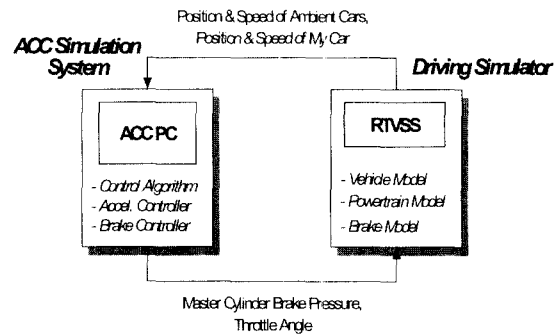 Position & Speed of Ambient Cars,
Position & Speed of My Car
ACC Simulation
System
Driving Simulator
ACC PC
- Control Algorithm
- Accel. Controller
- Brake Controller
RTVSS
- Vehicle Model
- Powertrain Model
- Brake Model
Master Cylinder Brake Pressure,
Throttle Angle